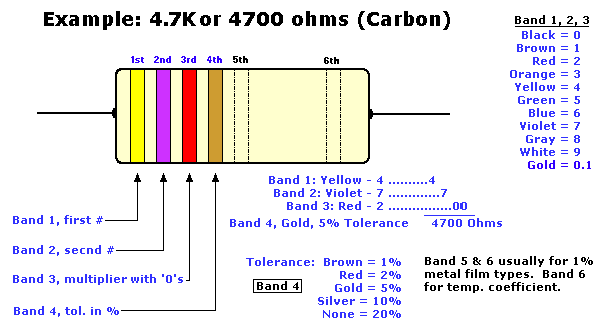 Example: 4.7K or 4700 ohms (Carbon)
Band 1, 2, 3
Black = 0
Brown = 1
Red = 2
Orange = 3
Yellow = 4
Green = 5
Blue = 6
Violet = 7
Gray = 8
White = 9
Gold = 0.1
1st 2nd 3rd 4th 5th 6th
Band 1: Yellow - 4 ..........4
Band 2: Violet - 7 ............7
Band 3: Red - 2 ................00
Band 4, Gold, 5% Tolerance 4700 Ohms
Band 1, first #
Band 2, secnd #
Band 3, multiplier with '0's
Band 4, tol. in %
Tolerance: Brown = 1%
Red = 2%
Band 4 Gold = 5%
Silver = 10%
None = 20%
Band 5 & 6 usually for 1%
metal film types. Band 6
for temp. coefficient.